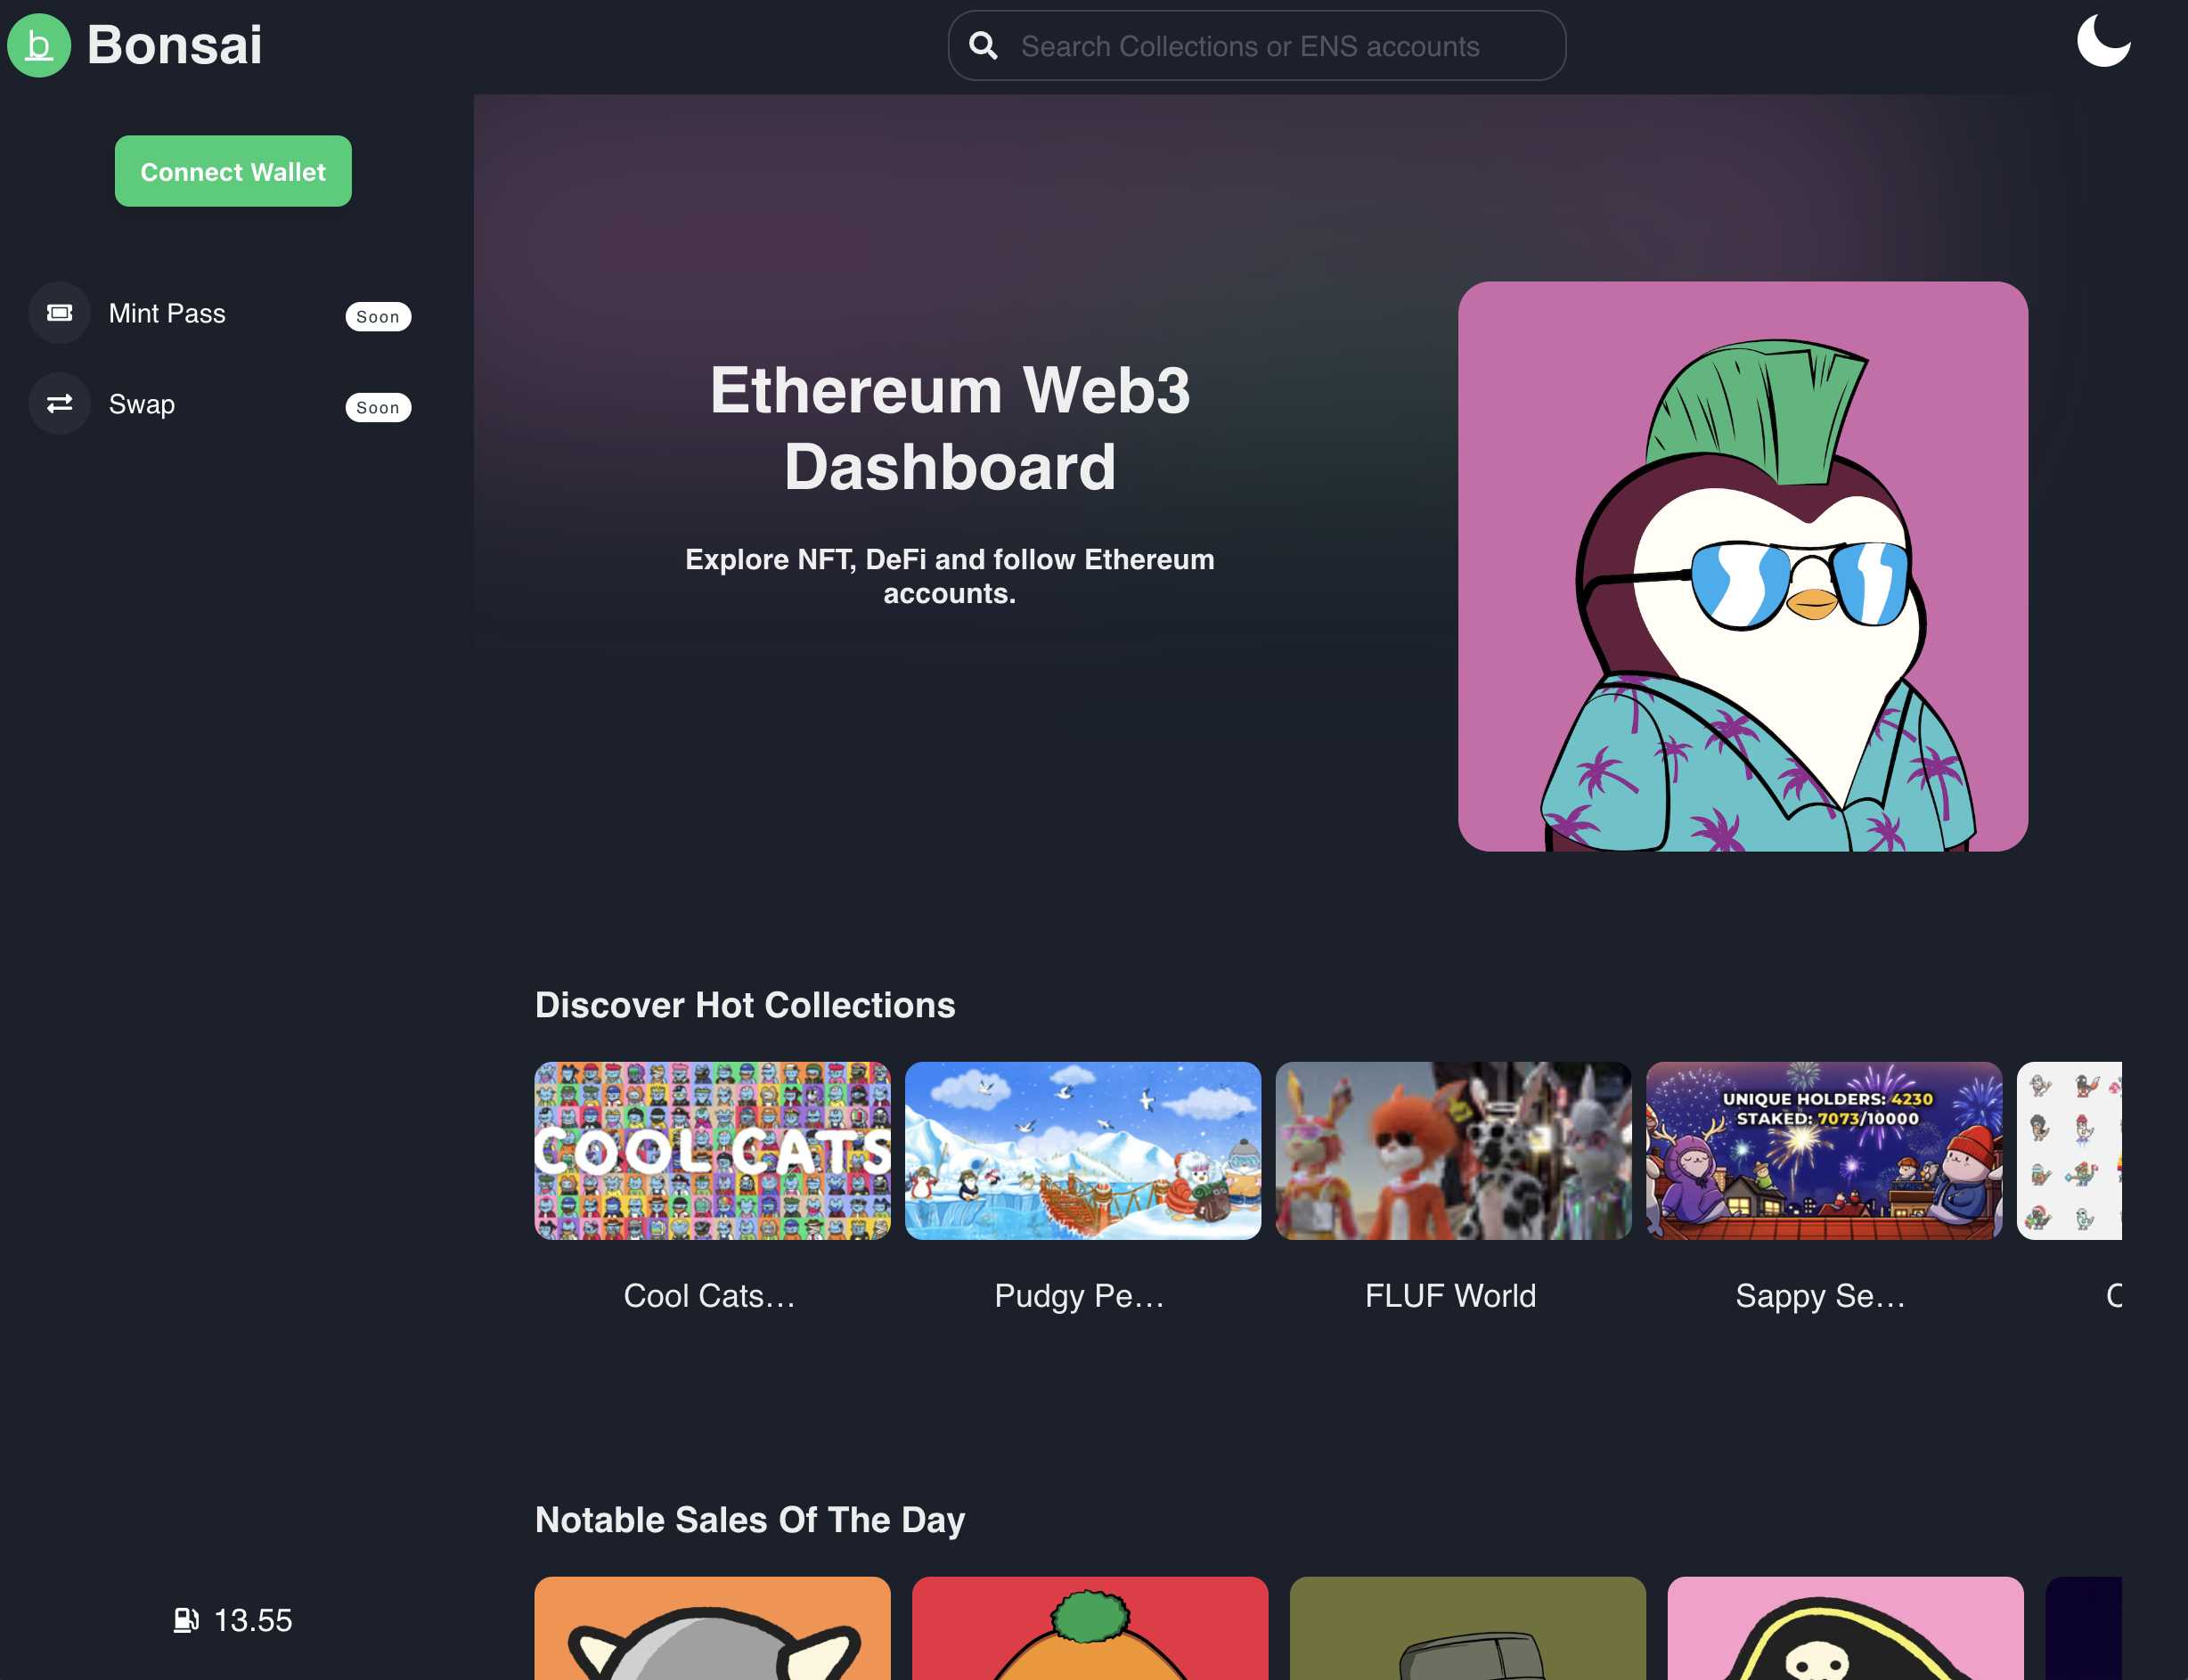 b Bonsai
Search Collections or ENS accounts
Connect Wallet
Mint Pass
Soon
Swap
Soon
Ethereum Web3
Dashboard
Explore NFT, DeFi and follow Ethereum
accounts.
Discover Hot Collections
COOL CATS
UNIQUE HOLDERS: 4230
STAKED: 7073/10000
Cool Cats...
Pudgy Pe...
FLUF World
Sappy Se...
Notable Sales Of The Day
13.55